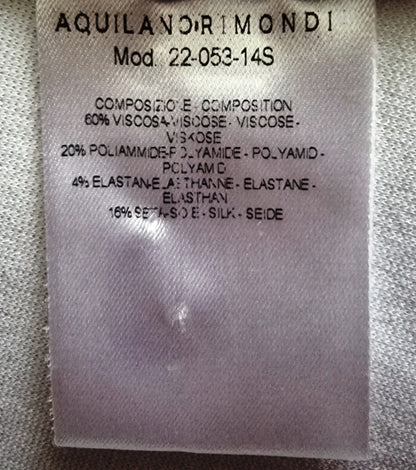 AQUILANO.RIMONDI
Mod. 22-053-14S
COMPOSIZIONE - COMPOSITION
60% VISCOSA-VISCOSE - VISCOSE -
VISKOSE
20% POLIAMMIDE-POLYAMIDE - POLYAMID -
POLYAMID
4% ELASTAN-ELASTHANNE - ELASTANE -
ELASTHAN
16% SETA-SOIE - SILK - SEIDE